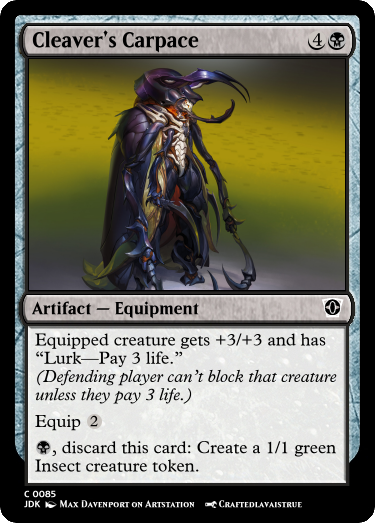 Cleaver's Carpace 4
Artifact — Equipment
Equipped creature gets +3/+3 and has
“Lurk—Pay 3 life.”
(Defending player can't block that creature
unless they pay 3 life.)
Equip 2
, discard this card: Create a 1/1 green
Insect creature token.
C 0085
JDK Max Davenport on Artstation Craftedlavaistrue